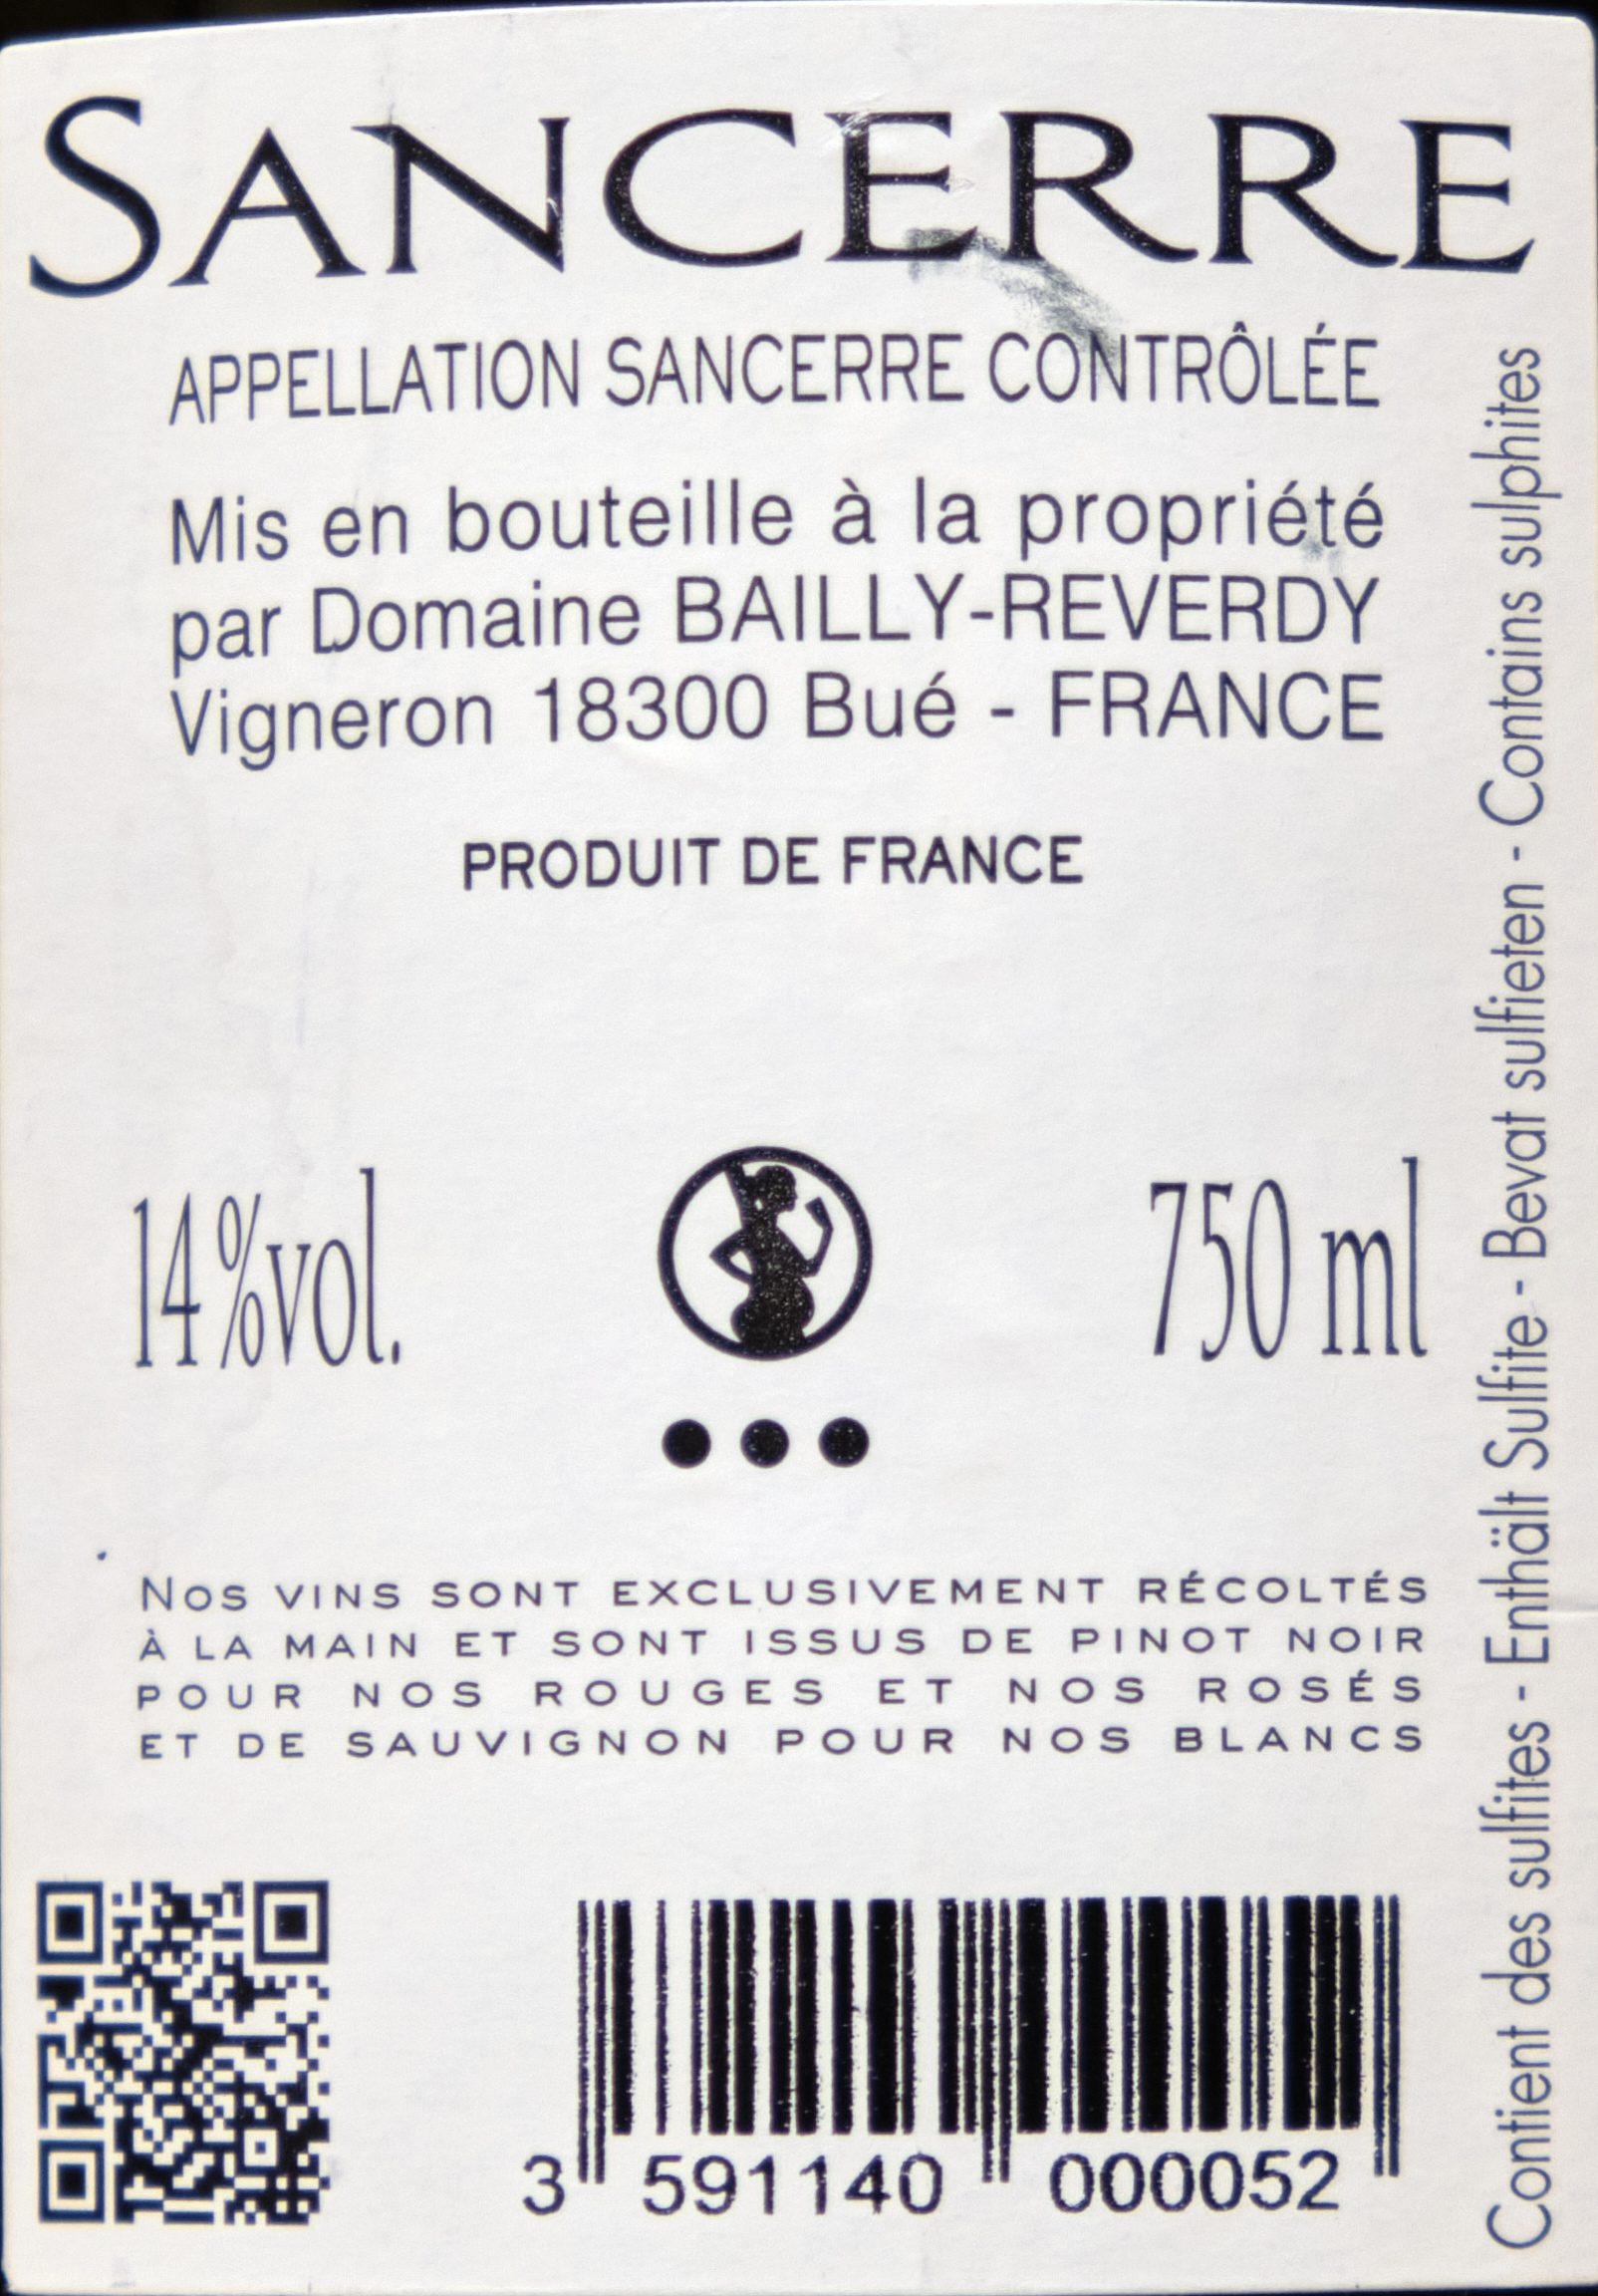 SANCERRE
APPELLATION SANCERRE CONTRÔLÉE
Mis en bouteille à la propriété
par Domaine BAILLY-REVERDY
Vigneron 18300 Bué - FRANCE
PRODUIT DE FRANCE
14%vol.
750 ml
NOS VINS SONT EXCLUSIVEMENT RÉCOLTÉS
À LA MAIN ET SONT ISSUS DE PINOT NOIR
POUR NOS ROUGES ET NOS ROSÉS
ET DE SAUVIGNON POUR NOS BLANCS
3 591140 000052
Contient des sulfites - Enthält Sulfite - Bevat sulfieten - Contains sulphites